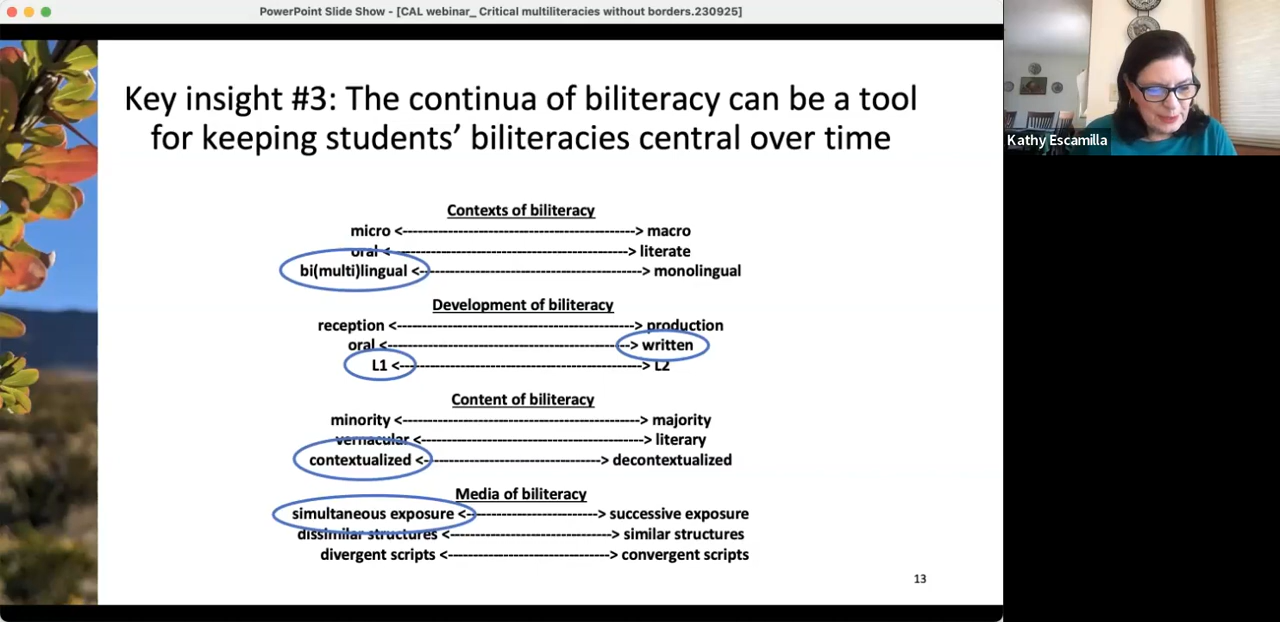 PowerPoint Slide Show - [CAL webinar_ Critical multiliteracies without borders.230925]
Key insight #3: The continua of biliteracy can be a tool
for keeping students’ biliteracies central over time
Kathy Escamilla
Contexts of biliteracy
micro <----------------------------------------------> macro
oral <----------------------------------------------> literate
bi(multi)lingual <--------------------------------------------> monolingual
Development of biliteracy
reception <----------------------------------------------> production
oral <-------------------------------------------------> written
L1 <------------------------------------------------> L2
Content of biliteracy
minority <----------------------------------------------> majority
vernacular <--------------------------------------------> literary
contextualized <----------------------------------> decontextualized
Media of biliteracy
simultaneous exposure <--------------------------> successive exposure
dissimilar structures <--------------------------------> similar structures
divergent scripts <--------------------------------> convergent scripts
13